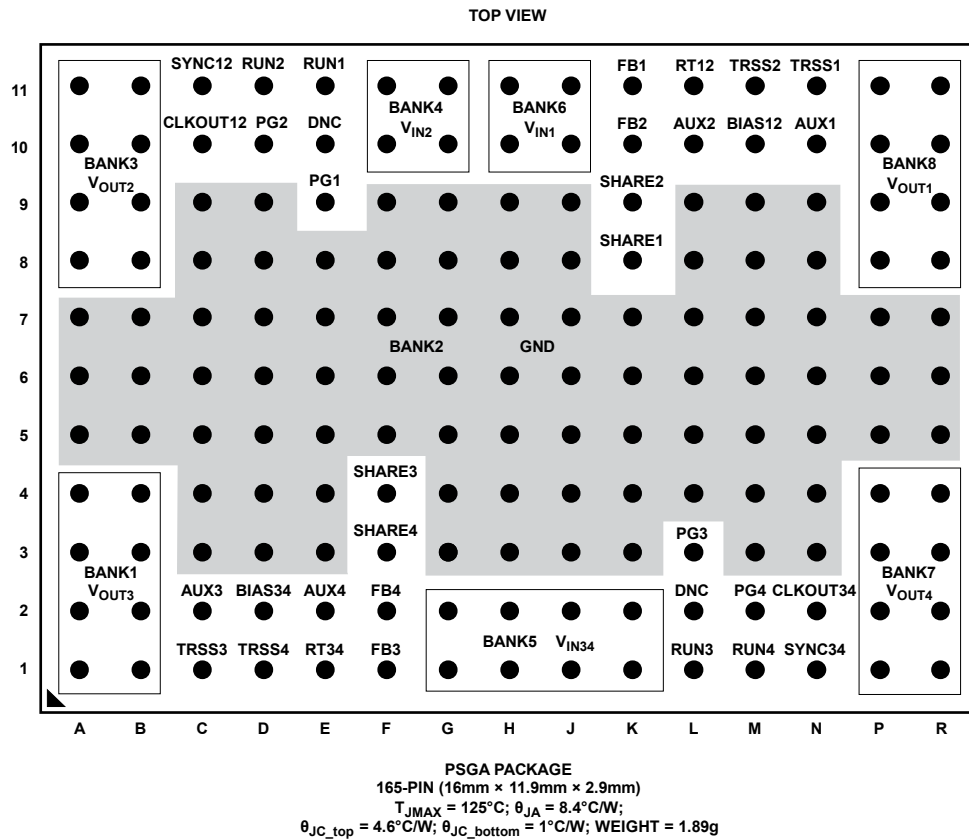 TOP VIEW
SYNC12 RUN2 RUN1 FB1 RT12 TRSS2 TRSS1
11
BANK4 BANK6
VIN2 VIN1
CLKOUT12 PG2 DNC FB2 AUX2 BIAS12 AUX1
10
BANK3 BANK8
VOUT2 VOUT1
PG1 SHARE2
9
SHARE1
8
7
BANK2 GND
6
5
SHARE3
4
SHARE4 PG3
3
BANK1 BANK7
VOUT3 VOUT4
AUX3 BIAS34 AUX4 FB4 DNC PG4 CLKOUT34
2
BANK5 VIN34
TRSS3 TRSS4 RT34 FB3 RUN3 RUN4 SYNC34
1
A B C D E F G H J K L M N P R
PSGA PACKAGE
165-PIN (16mm × 11.9mm × 2.9mm)
TJMAX = 125°C; θJA = 8.4°C/W;
θJC_top = 4.6°C/W; θJC_bottom = 1°C/W; WEIGHT = 1.89g